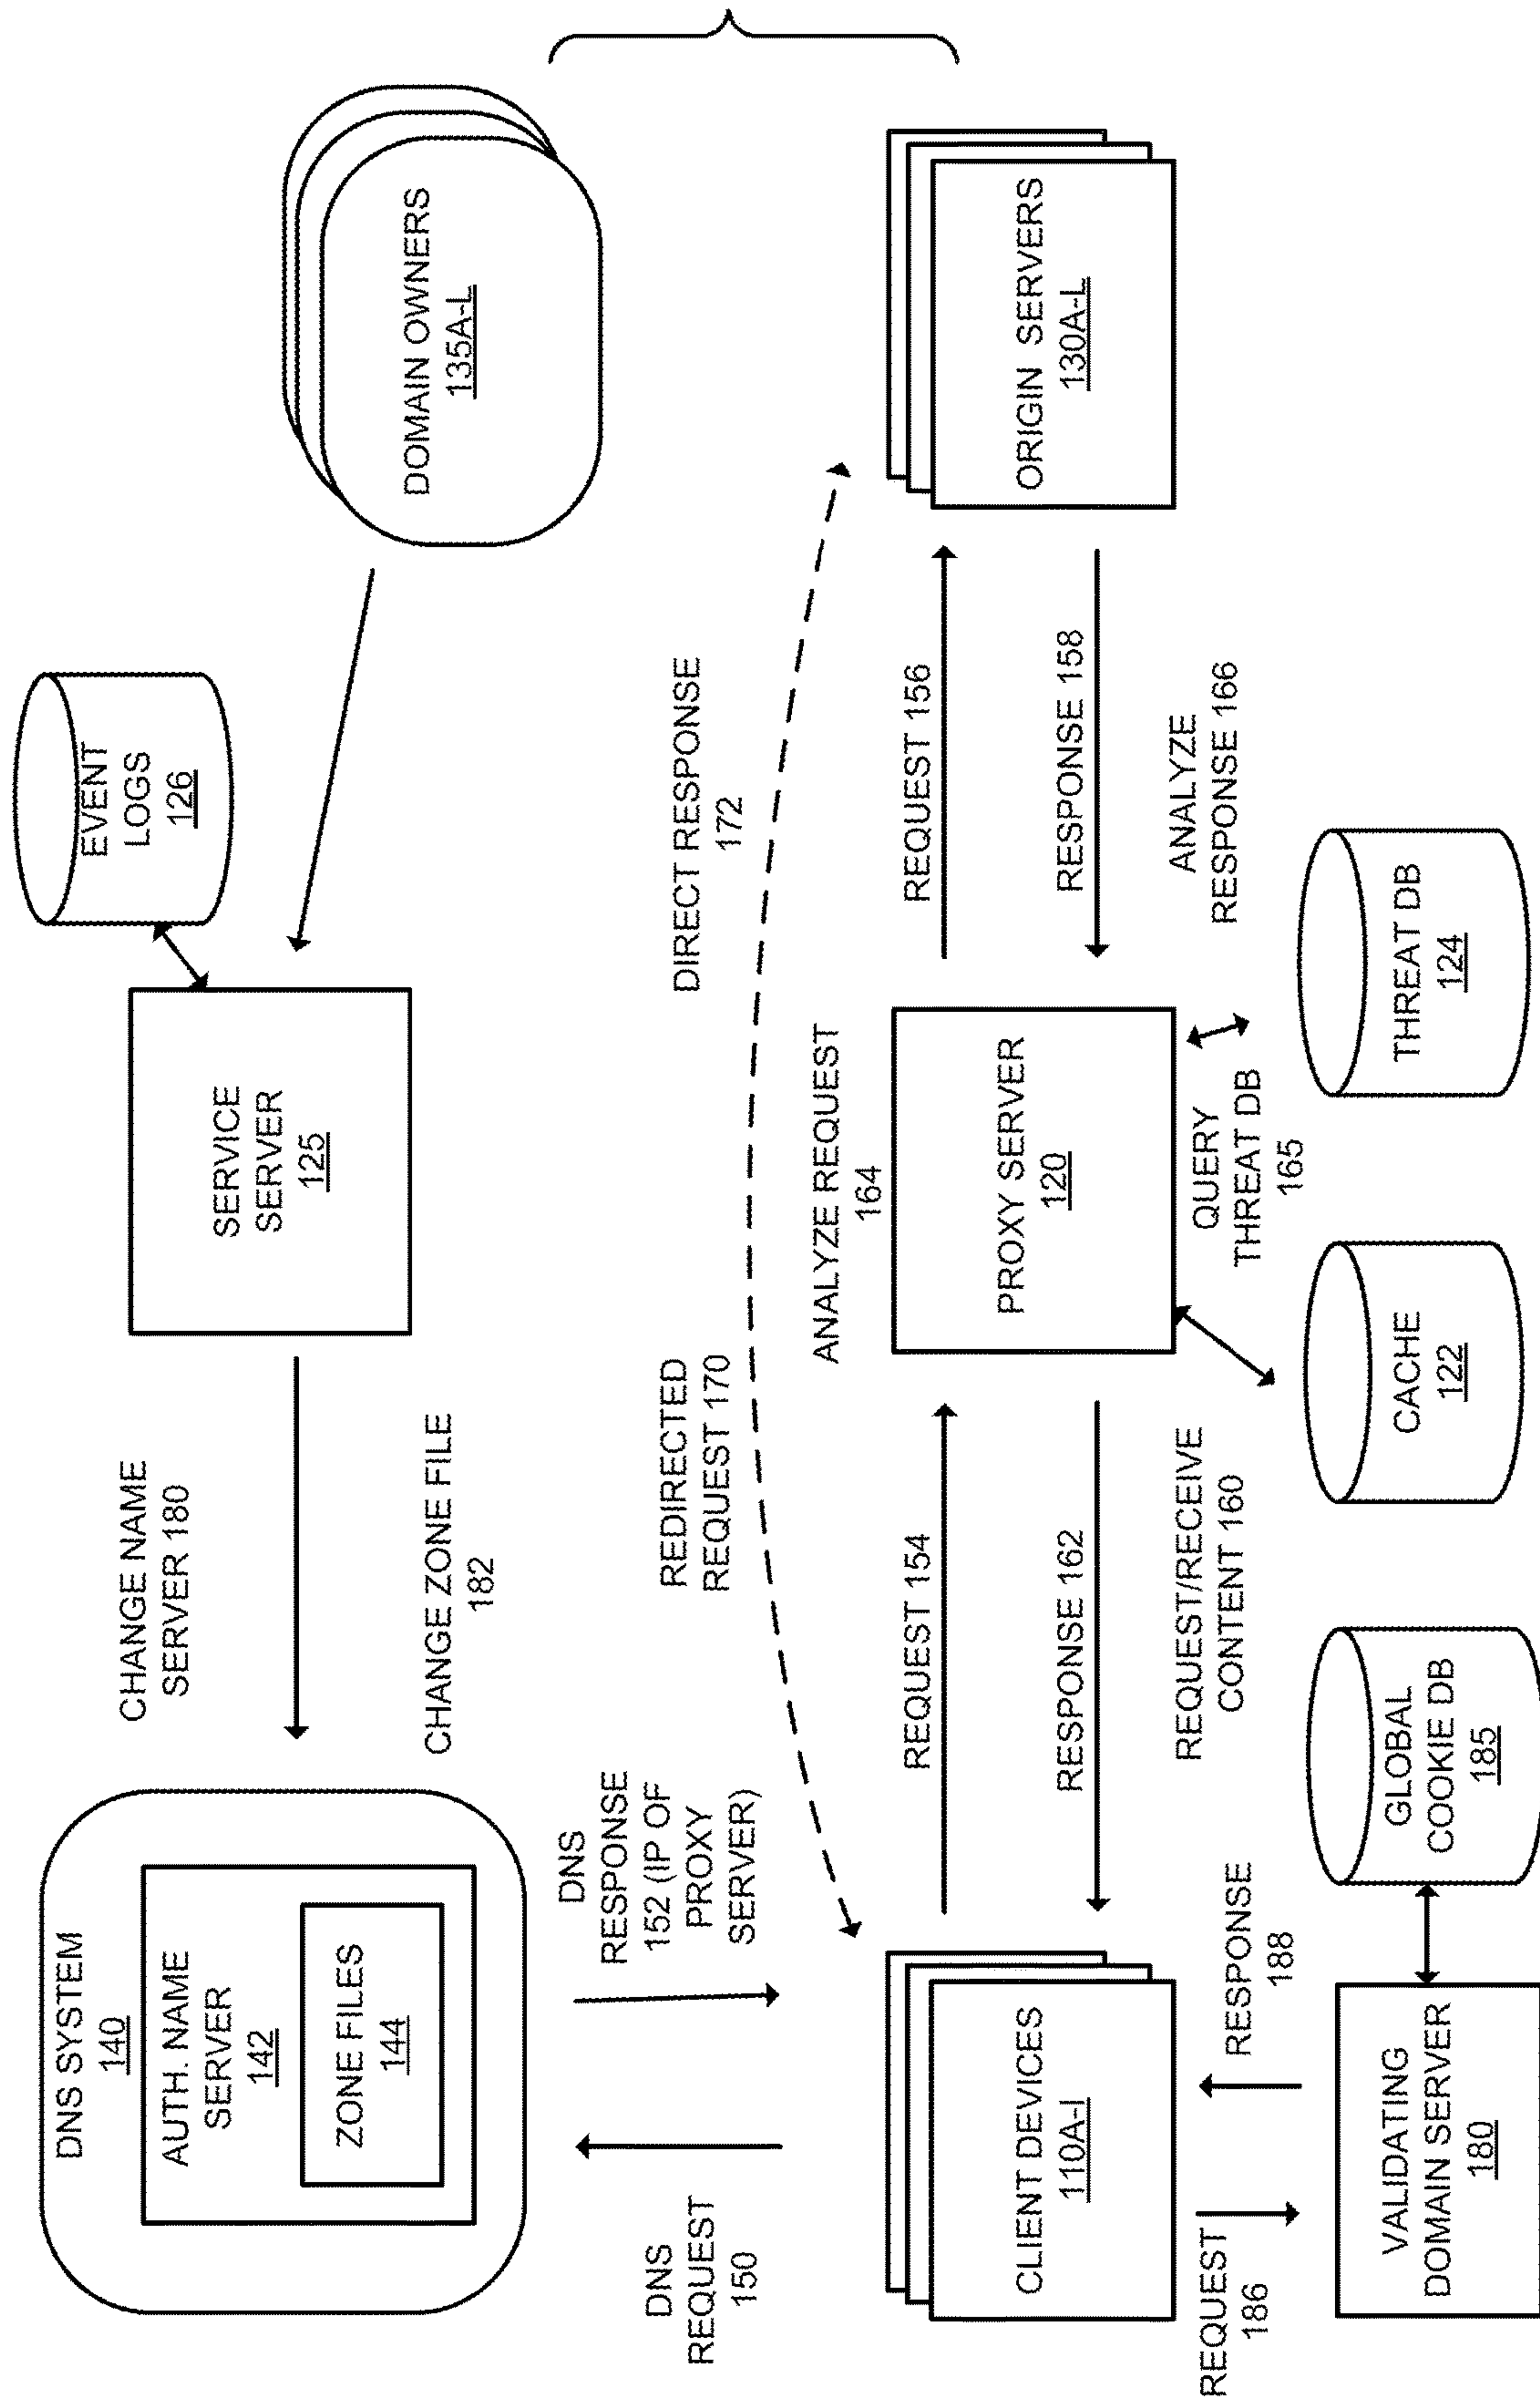 DNS SYSTEM
140
AUTH. NAME
SERVER
142
ZONE FILES
144
CHANGE NAME
SERVER 180
CHANGE ZONE FILE
182
SERVICE
SERVER
125
EVENT
LOGS
126
DOMAIN OWNERS
135A-L
DNS
REQUEST
150
DNS
RESPONSE
152 (IP OF
PROXY
SERVER)
REDIRECTED
REQUEST 170
DIRECT RESPONSE
172
ANALYZE REQUEST
164
CLIENT DEVICES
110A-I
REQUEST 154
RESPONSE 162
PROXY SERVER
120
REQUEST 156
RESPONSE 158
ORIGIN SERVERS
130A-L
REQUEST
186
RESPONSE
188
REQUEST/RECEIVE
CONTENT 160
QUERY
THREAT DB
165
ANALYZE
RESPONSE 166
VALIDATING
DOMAIN SERVER
180
GLOBAL
COOKIE DB
185
CACHE
122
THREAT DB
124